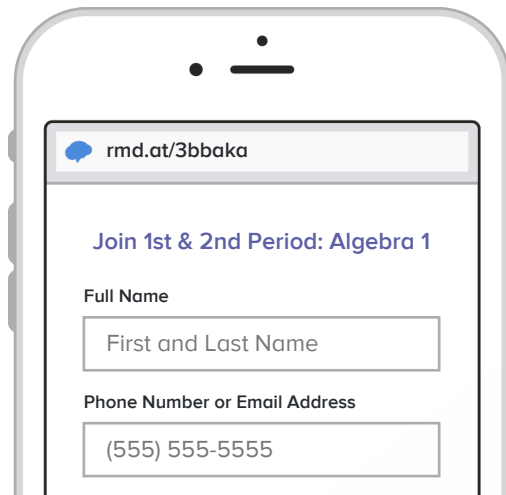 rmd.at/3bbaka
Join 1st & 2nd Period: Algebra 1
Full Name
First and Last Name
Phone Number or Email Address
(555) 555-5555